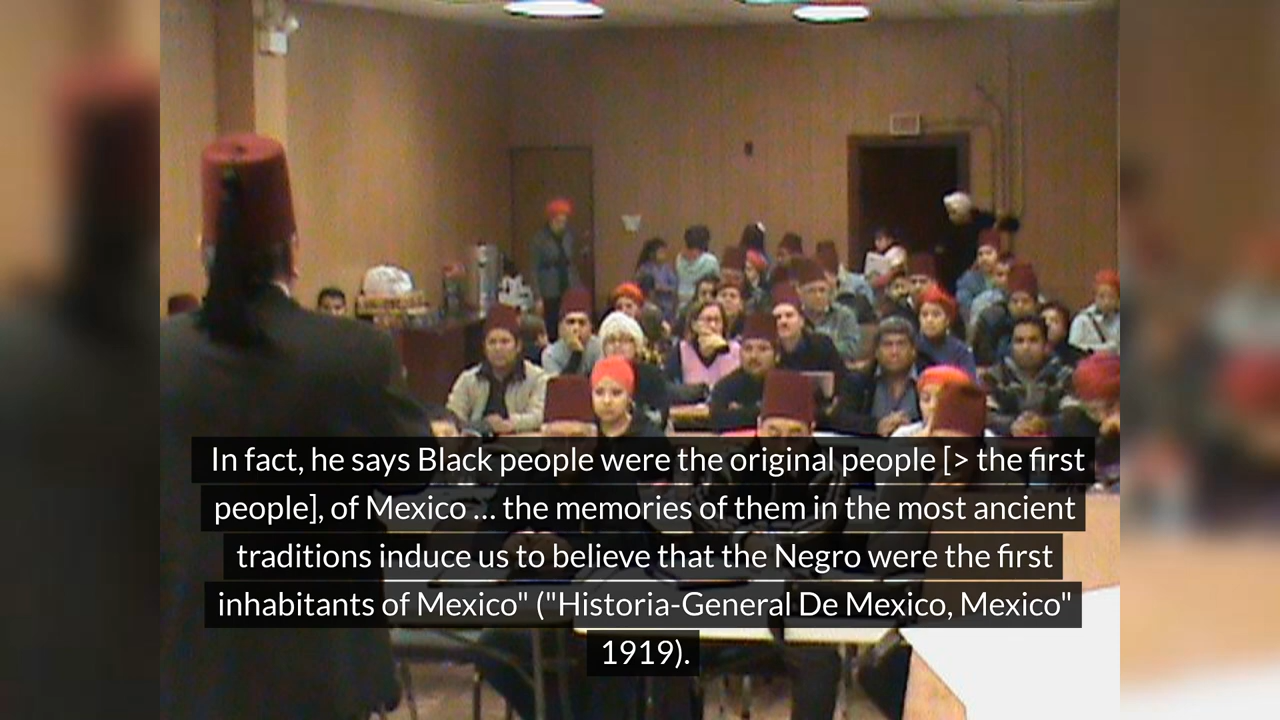 In fact, he says Black people were the original people [> the first
people], of Mexico ... the memories of them in the most ancient
traditions induce us to believe that the Negro were the first
inhabitants of Mexico" ("Historia-General De Mexico, Mexico"
1919).